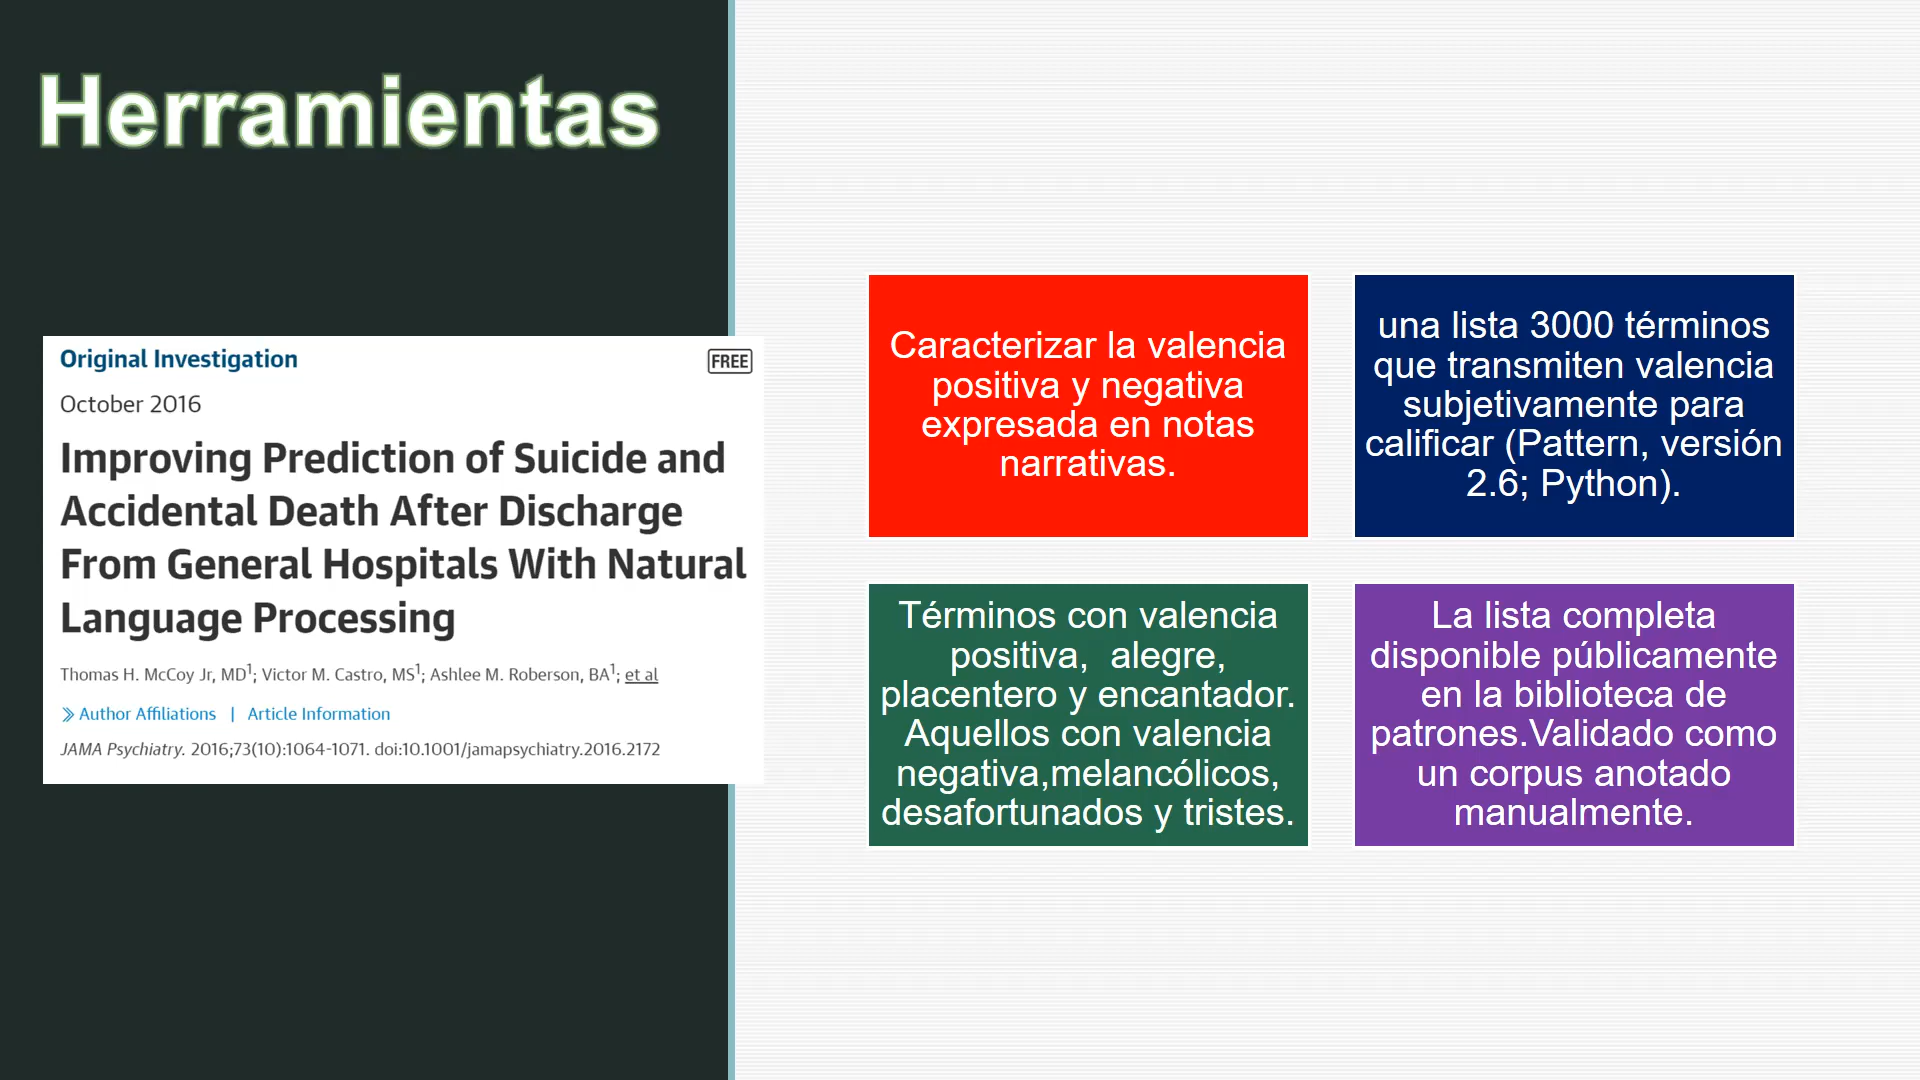 Herramientas
Original Investigation
FREE
October 2016
Improving Prediction of Suicide and
Accidental Death After Discharge
From General Hospitals With Natural
Language Processing
Thomas H. McCoy Jr, MD1; Victor M. Castro, MS1; Ashlee M. Roberson, BA1; et al
Author Affiliations | Article Information
JAMA Psychiatry. 2016;73(10):1064-1071. doi:10.1001/jamapsychiatry.2016.2172
Caracterizar la valencia
positiva y negativa
expresada en notas
narrativas.
una lista 3000 términos
que transmiten valencia
subjetivamente para
calificar (Pattern, versión
2.6; Python).
Términos con valencia
positiva,  alegre,
placentero y encantador.
Aquellos con valencia
negativa,melancólicos,
desafortunados y tristes.
La lista completa
disponible públicamente
en la biblioteca de
patrones.Validado como
un corpus anotado
manualmente.